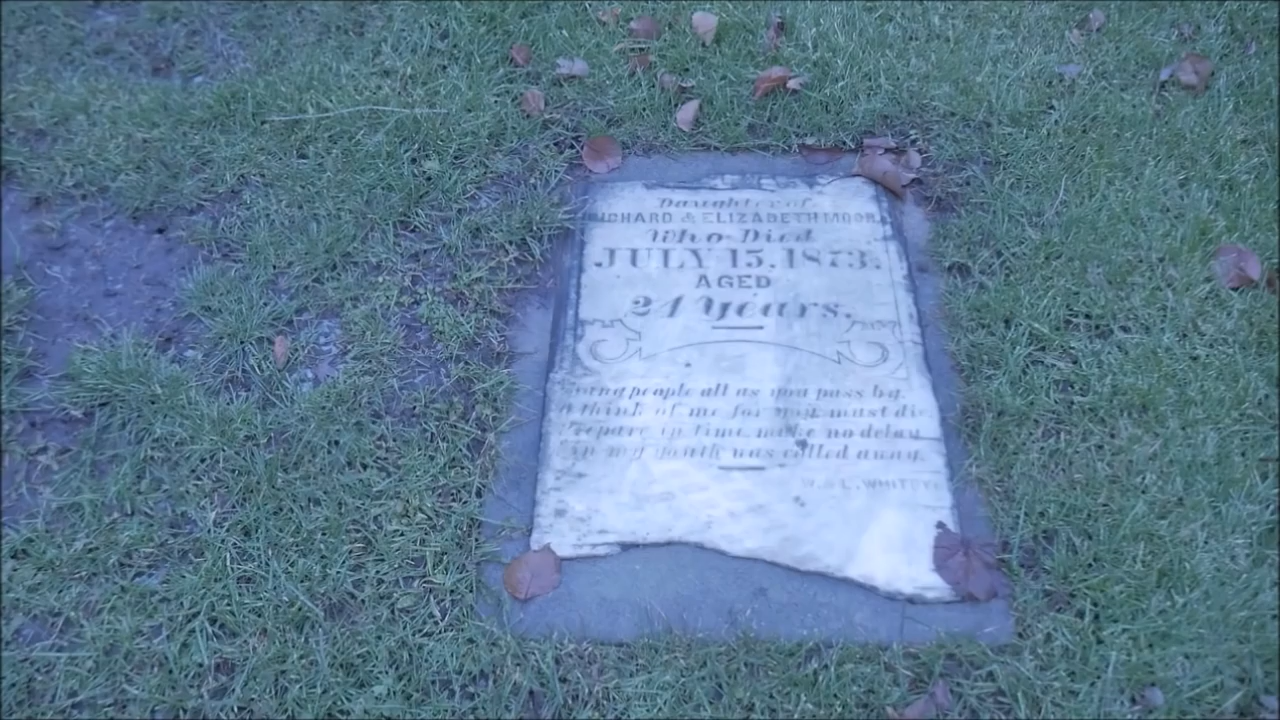 Daughter of
RICHARD & ELIZABETH MOOR
Who Died
JULY 15, 1873.
AGED
21 Years.
Young people all as you pass by.
think of me for you must die.
Prepare in time make no delay
in my youth was called away.
W. & L. WHITBY